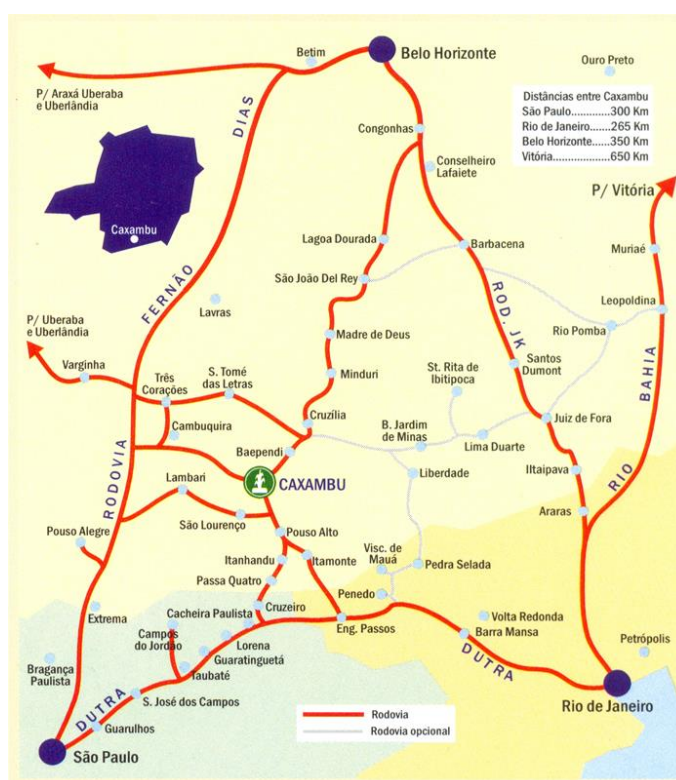 Betim
Belo Horizonte
Ouro Preto
P/ Araxá Uberaba
e Uberlândia
Distâncias entre Caxambu
São Paulo.............300 Km
Rio de Janeiro......265 Km
Belo Horizonte.....350 Km
Vitória...................650 Km
DIAS
Congonhas
Conselheiro
Lafaiete
P/ Vitória
Caxambu
Lagoa Dourada
Barbacena
Muriaé
FERNÃO
São João Del Rey
ROD. JK
Lavras
Leopoldina
P/ Uberaba
e Uberlândia
Madre de Deus
Rio Pomba
Varginha
Três
Corações
S. Tomé
das Letras
Minduri
St. Rita de
Ibitipoca
Santos
Dumont
BAHIA
Cambuquira
Cruzília
B. Jardim
de Minas
Lima Duarte
Juiz de Fora
Baependi
RODOVIA
Lambari
CAXAMBU
Liberdade
IItaipava
RIO
São Lourenço
Araras
Pouso Alegre
Pouso Alto
Itanhandu
Itamonte
Visc. de
Mauá
Pedra Selada
Passa Quatro
Penedo
Extrema
Cacheira Paulista
Cruzeiro
Eng. Passos
Volta Redonda
Barra Mansa
Campos
do Jordão
Lorena
Guaratinguetá
Petrópolis
Bragança
Paulista
Taubaté
DUTRA
S. José dos Campos
DUTRA
Rio de Janeiro
Guarulhos
Rodovia
Rodovia opcional
São Paulo